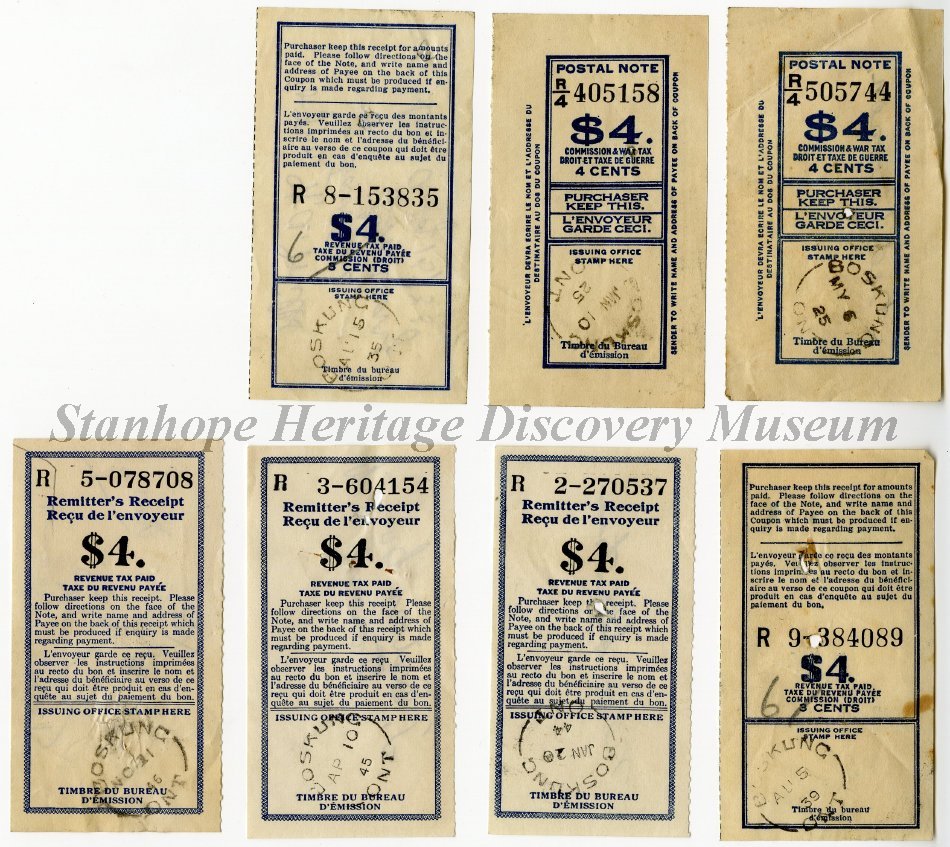 Purchaser keep this receipt for amounts
paid. Please follow directions on the
face of the Note, and write name and
address of Payee on the back of this
Coupon which must be produced if en-
quiry is made regarding payment.
L'envoyeur garde ce reçu des montants
payés. Veuillez observer les instruc-
tions imprimées au recto du bon et in-
scrire le nom et l'adresse du bénéfici-
aire au verso de ce coupon qui doit être
produit en cas d'enquête au sujet du
paiement du bon.
R 8-153835
$4.
REVENUE TAX PAID
TAXE DU REVENU PAYÉE
COMMISSION (DROIT)
3 CENTS
6
ISSUING OFFICE
STAMP HERE
BOSKUNG
AU 15
35
Timbre du bureau
d'émission
L'ENVOYEUR DEVRA ECRIRE LE NOM ET L'ADDRESSE DU
DESTINATAIRE AU DOS DU COUPON
POSTAL NOTE
R/4 405158
$4.
COMMISSION & WAR TAX
DROIT ET TAXE DE GUERRE
4 CENTS
PURCHASER
KEEP THIS.
L'ENVOYEUR
GARDE CECI.
ISSUING OFFICE
STAMP HERE
ONT
JUN 10
25
Timbre du Bureau
d'émission
SENDER TO WRITE NAME AND ADDRESS OF PAYEE ON BACK OF COUPON
L'ENVOYEUR DEVRA ECRIRE LE NOM ET L'ADDRESSE DU
DESTINATAIRE AU DOS DU COUPON
POSTAL NOTE
R/4 505744
$4.
COMMISSION & WAR TAX
DROIT ET TAXE DE GUERRE
4 CENTS
PURCHASER
KEEP THIS.
L'ENVOYEUR
GARDE CECI.
ISSUING OFFICE
STAMP HERE
BOSKUNG
MY 6
25
Timbre du Bureau
d'émission
SENDER TO WRITE NAME AND ADDRESS OF PAYEE ON BACK OF COUPON
Stanhope Heritage Discovery Museum
R 5-078708
Remitter's Receipt
Reçu de l'envoyeur
$4.
REVENUE TAX PAID
TAXE DU REVENU PAYÉE
Purchaser keep this receipt. Please
follow directions on the face of the
Note, and write name and address of
Payee on the back of this receipt which
must be produced if enquiry is made
regarding payment.
L'envoyeur garde ce reçu. Veuillez
observer les instructions imprimées
au recto du bon et inscrire le nom et
l'adresse du bénéficiaire au verso de ce
reçu qui doit être produit en cas d'en-
quête au sujet du paiement du bon.
ISSUING OFFICE STAMP HERE
BOSKUNG
46
ONT
TIMBRE DU BUREAU
D'ÉMISSION
R 3-604154
Remitter's Receipt
Reçu de l'envoyeur
$4.
REVENUE TAX PAID
TAXE DU REVENU PAYÉE
Purchaser keep this receipt. Please
follow directions on the face of the
Note, and write name and address of
Payee on the back of this receipt which
must be produced if enquiry is made
regarding payment.
L'envoyeur garde ce reçu. Veuillez
observer les instructions imprimées
au recto du bon et inscrire le nom et
l'adresse du bénéficiaire au verso de ce
reçu qui doit être produit en cas d'en-
quête au sujet du paiement du bon.
ISSUING OFFICE STAMP HERE
BOSKUNG
AP 10
45
ONT
TIMBRE DU BUREAU
D'ÉMISSION
R 2-270537
Remitter's Receipt
Reçu de l'envoyeur
$4.
REVENUE TAX PAID
TAXE DU REVENU PAYÉE
Purchaser keep this receipt. Please
follow directions on the face of the
Note, and write name and address of
Payee on the back of this receipt which
must be produced if enquiry is made
regarding payment.
L'envoyeur garde ce reçu. Veuillez
observer les instructions imprimées
au recto du bon et inscrire le nom et
l'adresse du bénéficiaire au verso de ce
reçu qui doit être produit en cas d'en-
quête au sujet du paiement du bon.
ISSUING OFFICE STAMP HERE
BOSKUNG
JAN 20
44
TIMBRE DU BUREAU
D'ÉMISSION
Purchaser keep this receipt for amounts
paid. Please follow directions on the
face of the Note, and write name and
address of Payee on the back of this
Coupon which must be produced if en-
quiry is made regarding payment.
L'envoyeur garde ce reçu des montants
payés. Veuillez observer les instruc-
tions imprimées au recto du bon et in-
scrire le nom et l'adresse du bénéfici-
aire au verso de ce coupon qui doit être
produit en cas d'enquête au sujet du
paiement du bon.
R 9-384089
$4.
REVENUE TAX PAID
TAXE DU REVENU PAYÉE
COMMISSION (DROIT)
3 CENTS
6
ISSUING OFFICE
STAMP HERE
AU 5
39
ONT
Timbre du bureau
d'émission